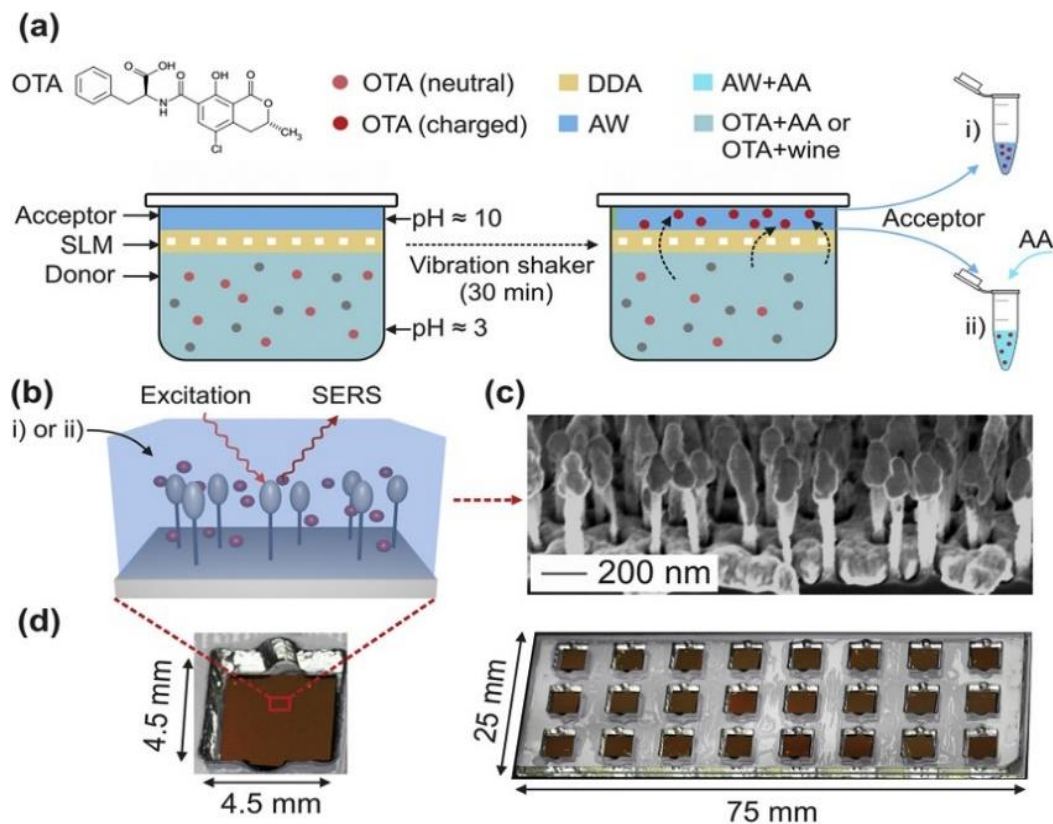 (a)
OTA
OH
O
O
OH
O
N
H
O
CH₃
Cl
OTA (neutral)
OTA (charged)
DDA
AW
AW+AA
OTA+AA or
OTA+wine
Acceptor
SLM
Donor
pH ≈ 10
pH ≈ 3
Vibration shaker
(30 min)
Acceptor
i)
AA
ii)
(b)
Excitation
SERS
i) or ii)
(c)
200 nm
(d)
4.5 mm
4.5 mm
25 mm
75 mm